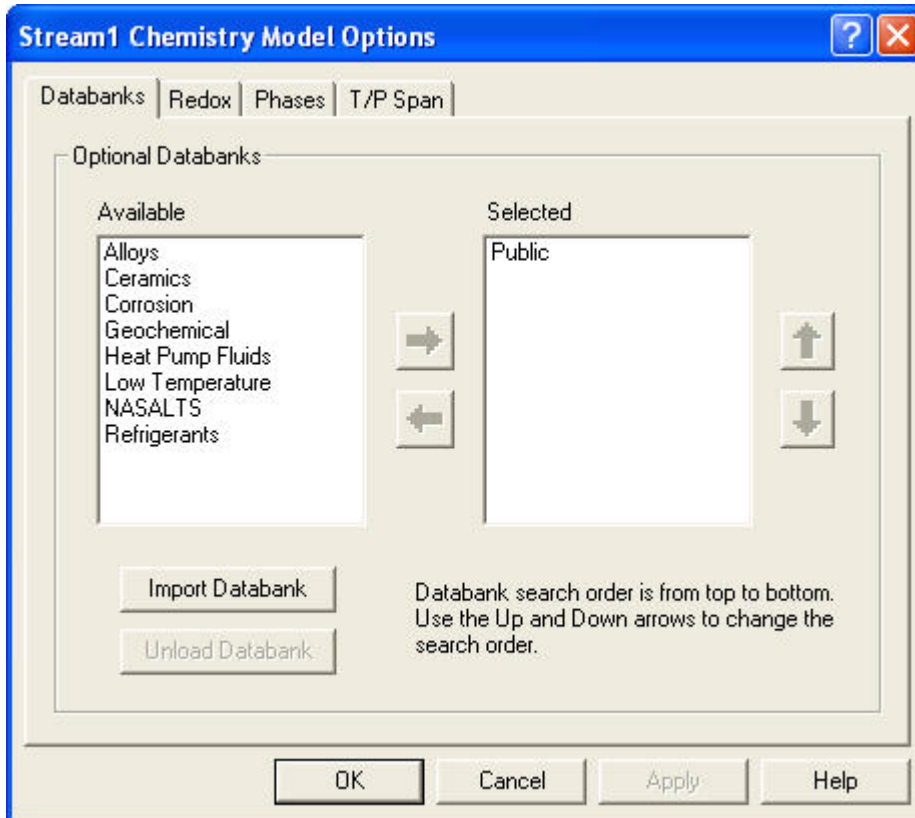 Stream1 Chemistry Model Options
?
Databanks
Redox
Phases
T/P Span
Optional Databanks
Available
Alloys
Ceramics
Corrosion
Geochemical
Heat Pump Fluids
Low Temperature
NASALTS
Refrigerants
Selected
Public
Import Databank
Unload Databank
Databank search order is from top to bottom.
Use the Up and Down arrows to change the
search order.
OK
Cancel
Apply
Help